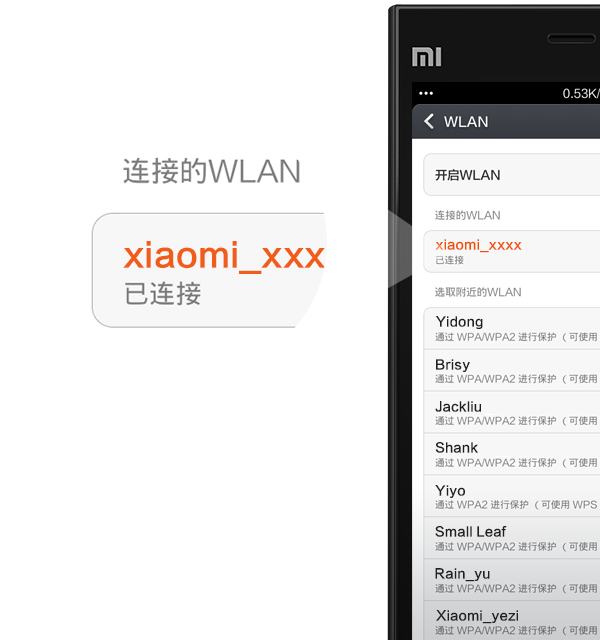 连接的WLAN
xiaomi_xxx
已连接
MI
0.53K/
WLAN
开启WLAN
连接的WLAN
xiaomi_xxxx
已连接
选取附近的WLAN
Yidong
通过 WPA/WPA2 进行保护 （可使用
Brisy
通过 WPA/WPA2 进行保护 （可使用
Jackliu
通过 WPA/WPA2 进行保护 （可使用
Shank
通过 WPA/WPA2 进行保护 （可使用
Yiyo
通过 WPA2 进行保护 （可使用 WPS
Small Leaf
通过 WPA/WPA2 进行保护 （可使用
Rain_yu
通过 WPA/WPA2 进行保护 （可使用
Xiaomi_yezi
通过 WPA/WPA2 进行保护 （可使用